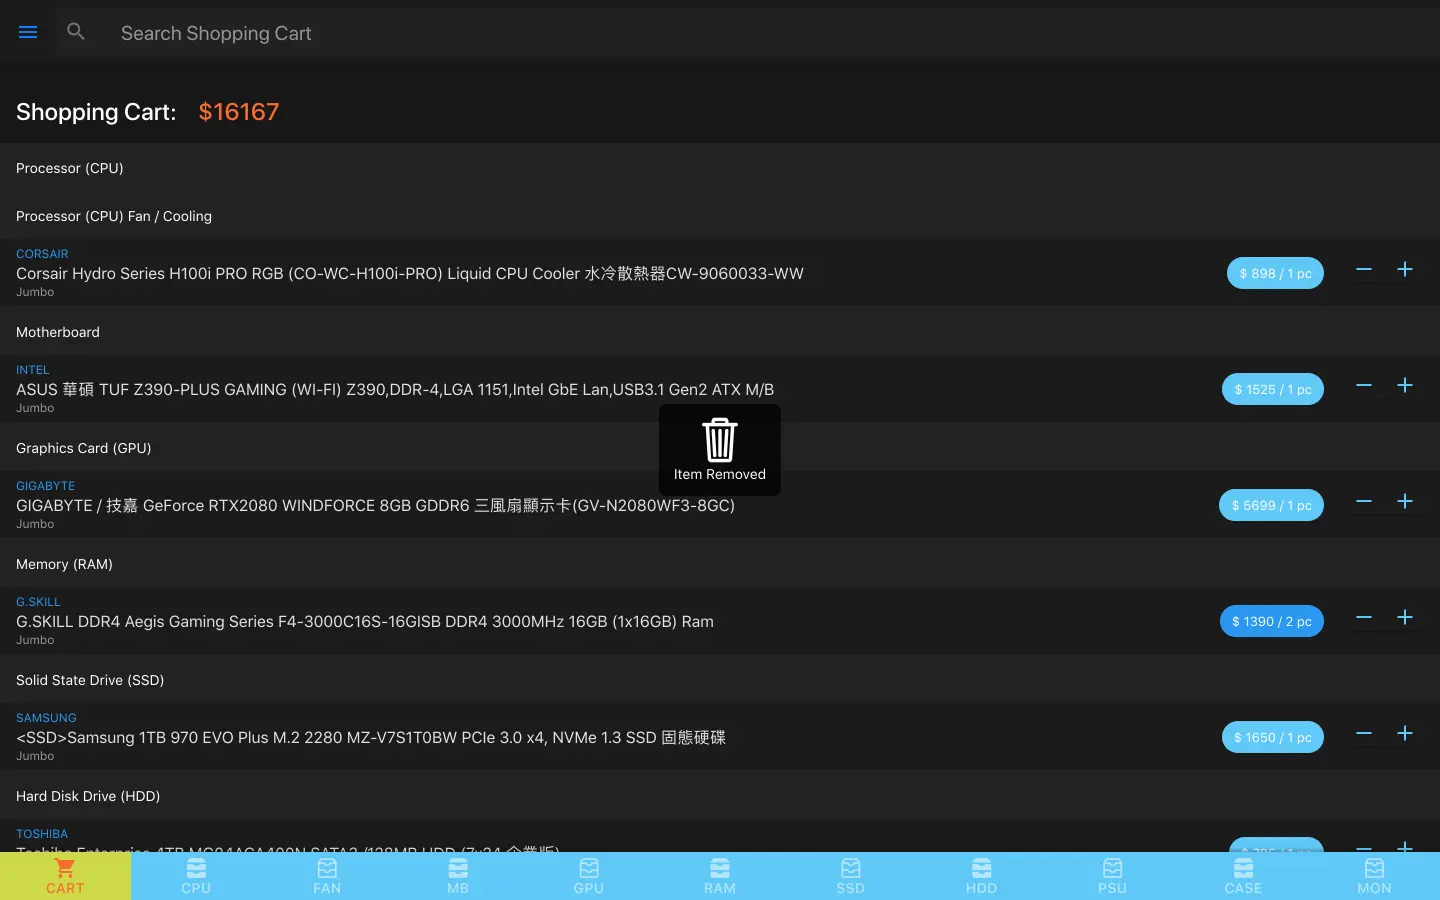 Search Shopping Cart
Shopping Cart: $16167
Processor (CPU)
Processor (CPU) Fan / Cooling
CORSAIR
Corsair Hydro Series H100i PRO RGB (CO-WC-H100i-PRO) Liquid CPU Cooler 水冷散熱器CW-9060033-WW
$ 898 / 1 pc
Jumbo
Motherboard
INTEL
ASUS 華碩 TUF Z390-PLUS GAMING (WI-FI) Z390,DDR-4,LGA 1151,Intel GbE Lan,USB3.1 Gen2 ATX M/B
$ 1525 / 1 pc
Jumbo
Graphics Card (GPU)
Item Removed
GIGABYTE
GIGABYTE / 技嘉 GeForce RTX2080 WINDFORCE 8GB GDDR6 三風扇顯示卡(GV-N2080WF3-8GC)
$ 5699 / 1 pc
Jumbo
Memory (RAM)
G.SKILL
G.SKILL DDR4 Aegis Gaming Series F4-3000C16S-16GISB DDR4 3000MHz 16GB (1x16GB) Ram
$ 1390 / 2 pc
Jumbo
Solid State Drive (SSD)
SAMSUNG
<SSD>Samsung 1TB 970 EVO Plus M.2 2280 MZ-V7S1T0BW PCIe 3.0 x4, NVMe 1.3 SSD 固態硬碟
$ 1650 / 1 pc
Jumbo
Hard Disk Drive (HDD)
TOSHIBA
Toshiba Enterprise 4TB
CART CPU FAN MB GPU RAM SSD HDD PSU CASE MON